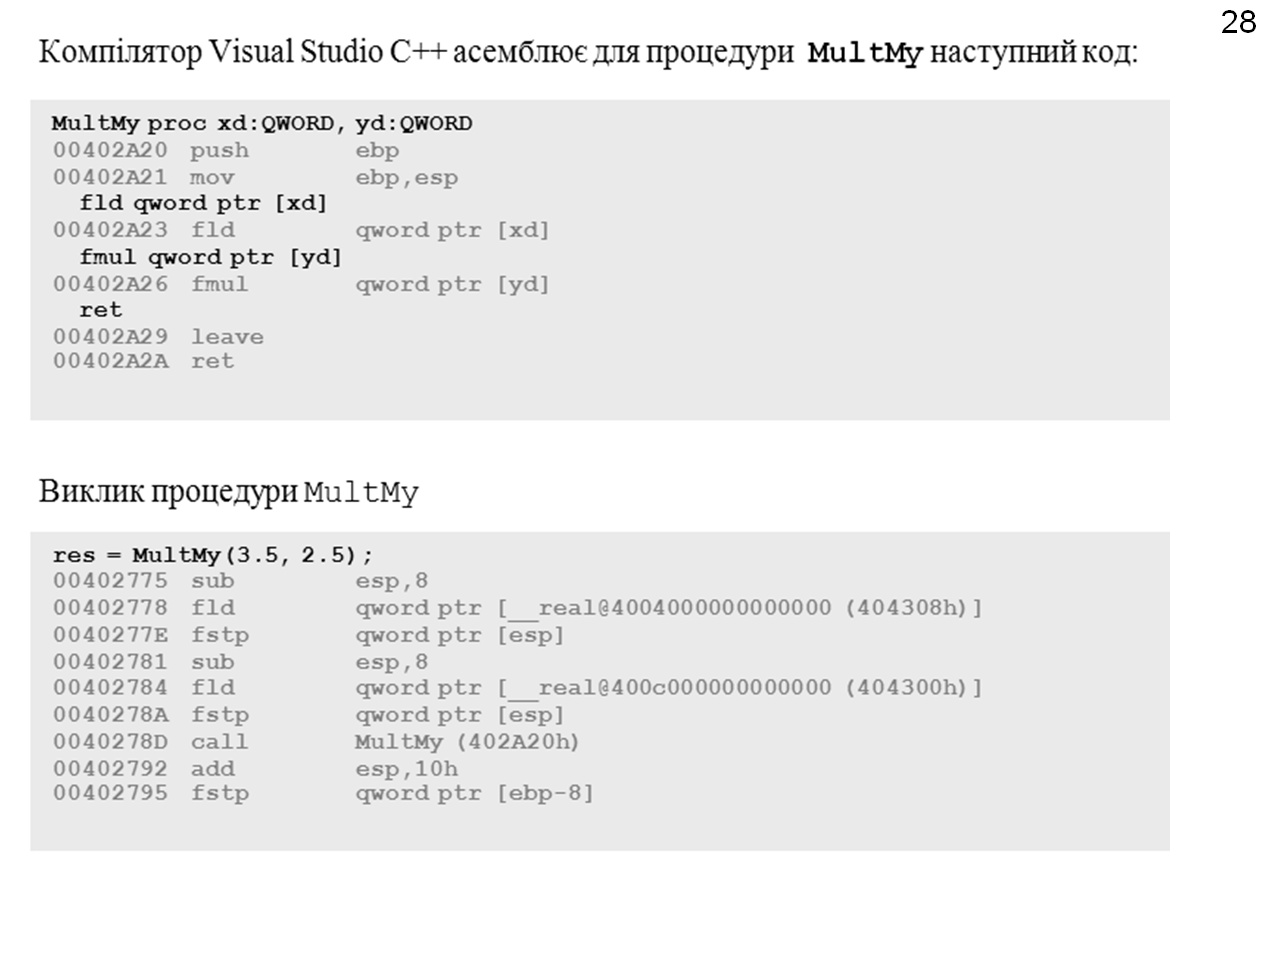 28
Компілятор Visual Studio C++ асемблює для процедури MultMy наступний код:
MultMy proc xd:QWORD, yd:QWORD
00402A20 push ebp
00402A21 mov ebp,esp
fld qword ptr [xd]
00402A23 fld qword ptr [xd]
fmul qword ptr [yd]
00402A26 fmul qword ptr [yd]
ret
00402A29 leave
00402A2A ret
Виклик процедури MultMy
res = MultMy(3.5, 2.5);
00402775 sub esp,8
00402778 fld qword ptr [__real@4004000000000000 (404308h)]
0040277E fstp qword ptr [esp]
00402781 sub esp,8
00402784 fld qword ptr [__real@400c000000000000 (404300h)]
0040278A fstp qword ptr [esp]
0040278D call MultMy (402A20h)
00402792 add esp,10h
00402795 fstp qword ptr [ebp-8]